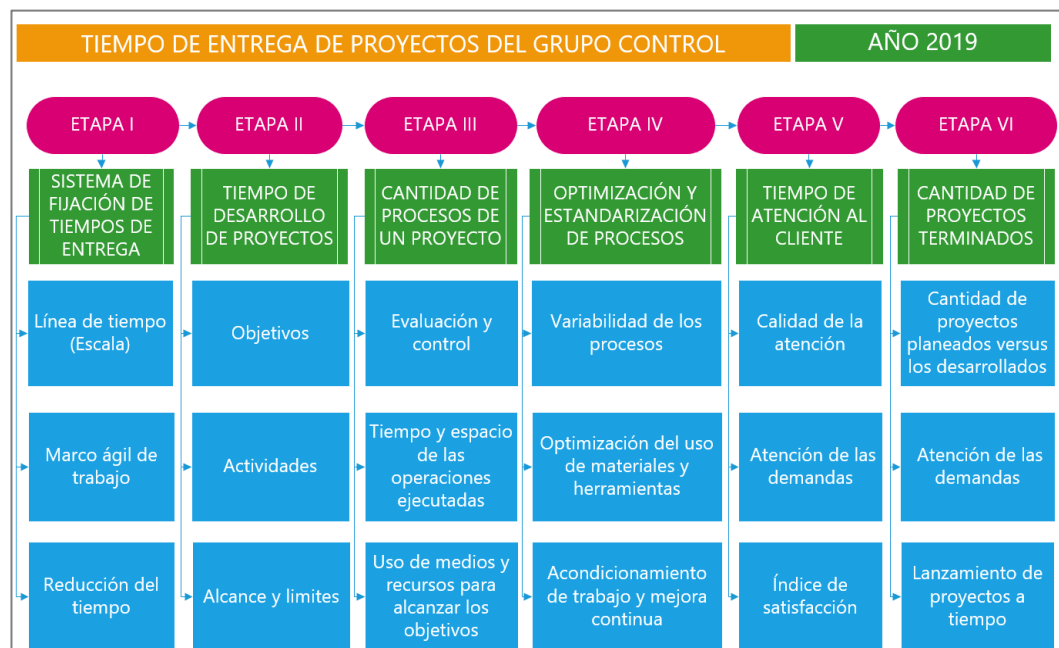 TIEMPO DE ENTREGA DE PROYECTOS DEL GRUPO CONTROL
AÑO 2019
ETAPA I
ETAPA II
ETAPA III
ETAPA IV
ETAPA V
ETAPA VI
SISTEMA DE
FIJACIÓN DE
TIEMPOS DE
ENTREGA
TIEMPO DE
DESARROLLO
DE PROYECTOS
CANTIDAD DE
PROCESOS DE
UN PROYECTO
OPTIMIZACIÓN Y
ESTANDARIZACIÓN
DE PROCESOS
TIEMPO DE
ATENCIÓN AL
CLIENTE
CANTIDAD DE
PROYECTOS
TERMINADOS
Línea de tiempo
(Escala)
Objetivos
Evaluación y
control
Variabilidad de los
procesos
Calidad de la
atención
Cantidad de
proyectos
planeados versus
los desarrollados
Marco ágil de
trabajo
Actividades
Tiempo y espacio
de las
operaciones
ejecutadas
Optimización del uso
de materiales y
herramientas
Atención de las
demandas
Atención de las
demandas
Reducción del
tiempo
Alcance y limites
Uso de medios y
recursos para
alcanzar los
objetivos
Acondicionamiento
de trabajo y mejora
continua
Índice de
satisfacción
Lanzamiento de
proyectos a
tiempo